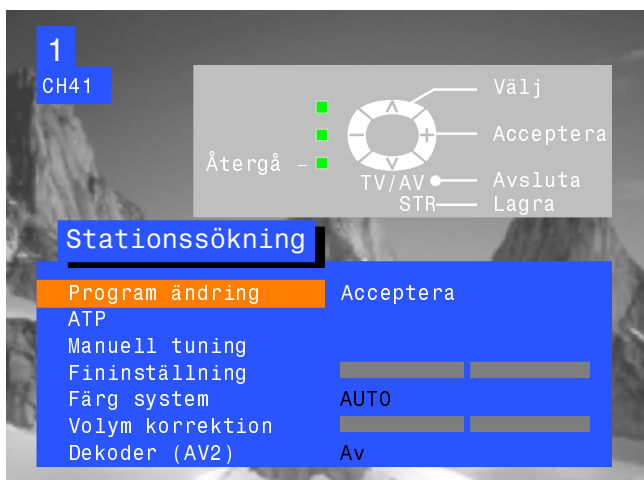 1
CH41
Välj
Acceptera
Återgå
TV/AV Avsluta
STR Lagra
Stationssökning
Program ändring Acceptera
ATP
Manuell tuning
Fininställning
Färg system AUTO
Volym korrektion
Dekoder (AV2) Av